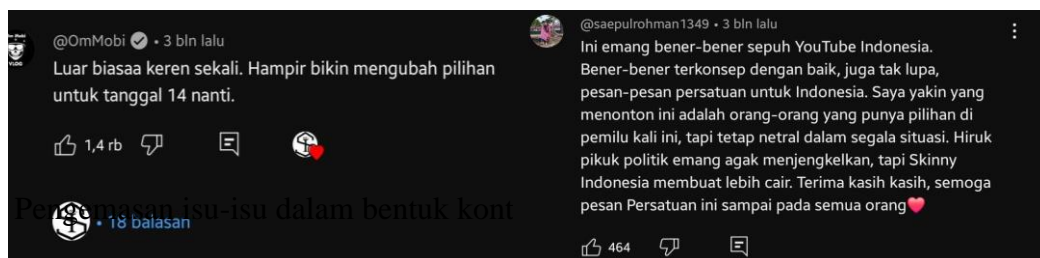 @OmMobi • 3 bln lalu
Luar biasaa keren sekali. Hampir bikin mengubah pilihan
untuk tanggal 14 nanti.
1,4 rb
• 18 balasan
Pengemasan isu-isu dalam bentuk kont
@saepulrohman1349 • 3 bln lalu
Ini emang bener-bener sepuh YouTube Indonesia.
Bener-bener terkonsep dengan baik, juga tak lupa,
pesan-pesan persatuan untuk Indonesia. Saya yakin yang
menonton ini adalah orang-orang yang punya pilihan di
pemilu kali ini, tapi tetap netral dalam segala situasi. Hiruk
pikuk politik emang agak menjengkelkan, tapi Skinny
Indonesia membuat lebih cair. Terima kasih kasih, semoga
pesan Persatuan ini sampai pada semua orang❤
464